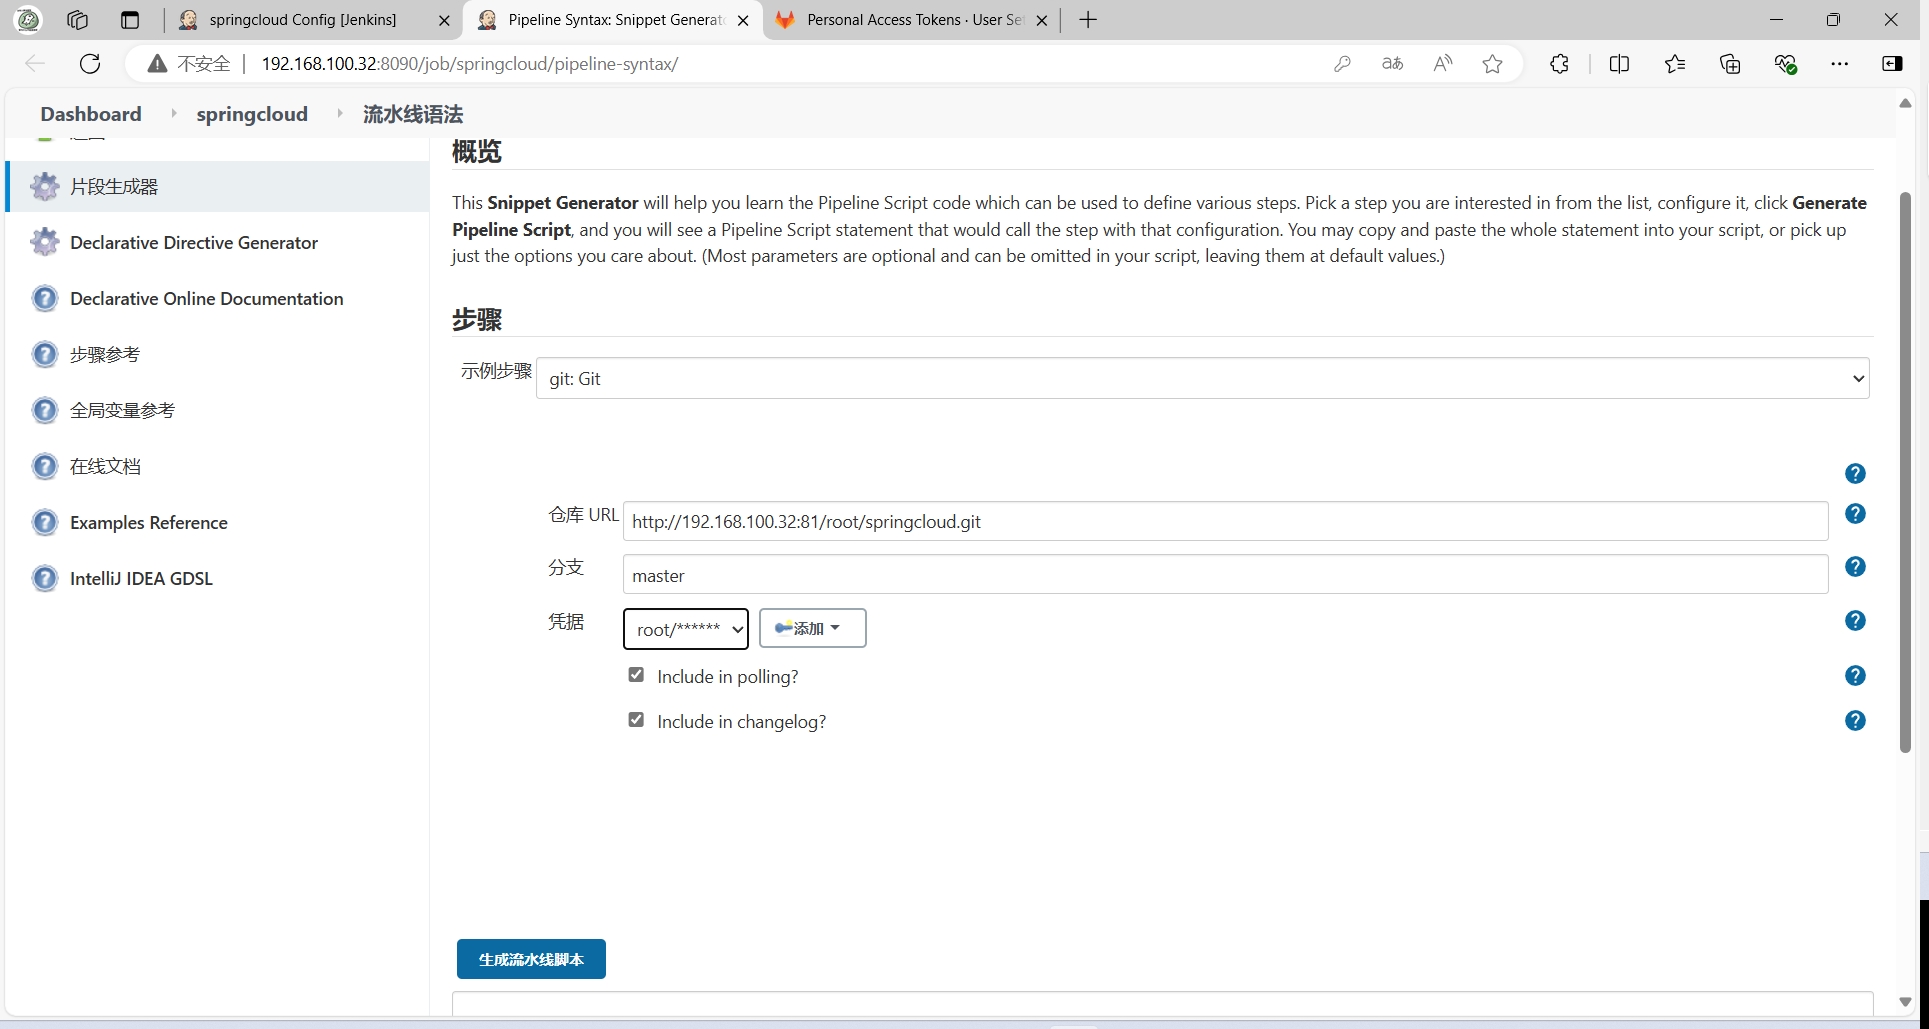 springcloud Config [Jenkins]
Pipeline Syntax: Snippet Generat
Personal Access Tokens · User Se
不安全
192.168.100.32:8090/job/springcloud/pipeline-syntax/
Dashboard
springcloud
流水线语法
片段生成器
Declarative Directive Generator
Declarative Online Documentation
步骤参考
全局变量参考
在线文档
Examples Reference
IntelliJ IDEA GDSL
概览
This Snippet Generator will help you learn the Pipeline Script code which can be used to define various steps. Pick a step you are interested in from the list, configure it, click Generate
Pipeline Script, and you will see a Pipeline Script statement that would call the step with that configuration. You may copy and paste the whole statement into your script, or pick up
just the options you care about. (Most parameters are optional and can be omitted in your script, leaving them at default values.)
步骤
示例步骤
git: Git
仓库 URL
http://192.168.100.32:81/root/springcloud.git
分支
master
凭据
root/******
添加
Include in polling?
Include in changelog?
生成流水线脚本